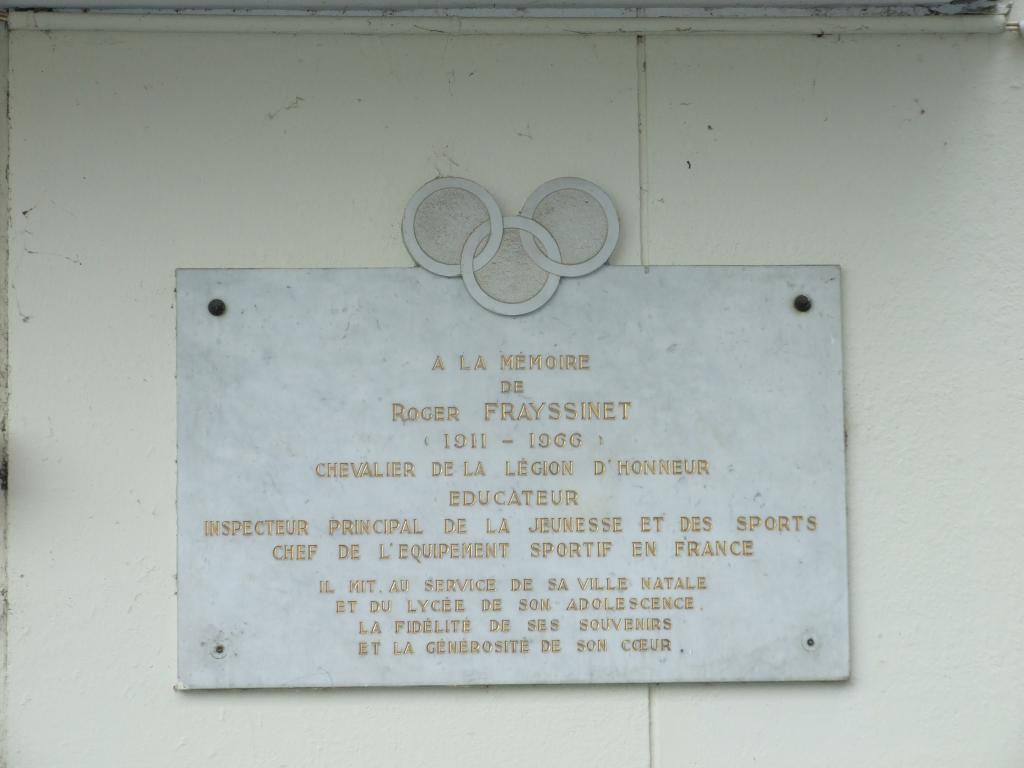 A LA MÉMOIRE
DE
ROGER FRAYSSINET
( 1911 - 1966 )
CHEVALIER DE LA LÉGION D'HONNEUR
EDUCATEUR
INSPECTEUR PRINCIPAL DE LA JEUNESSE ET DES SPORTS
CHEF DE L'EQUIPEMENT SPORTIF EN FRANCE
IL MIT. AU SERVICE DE SA VILLE NATALE
ET DU LYCÉE DE SON ADOLESCENCE.
LA FIDÉLITÉ DE SES SOUVENIRS
ET LA GÉNÉROSITÉ DE SON CŒUR